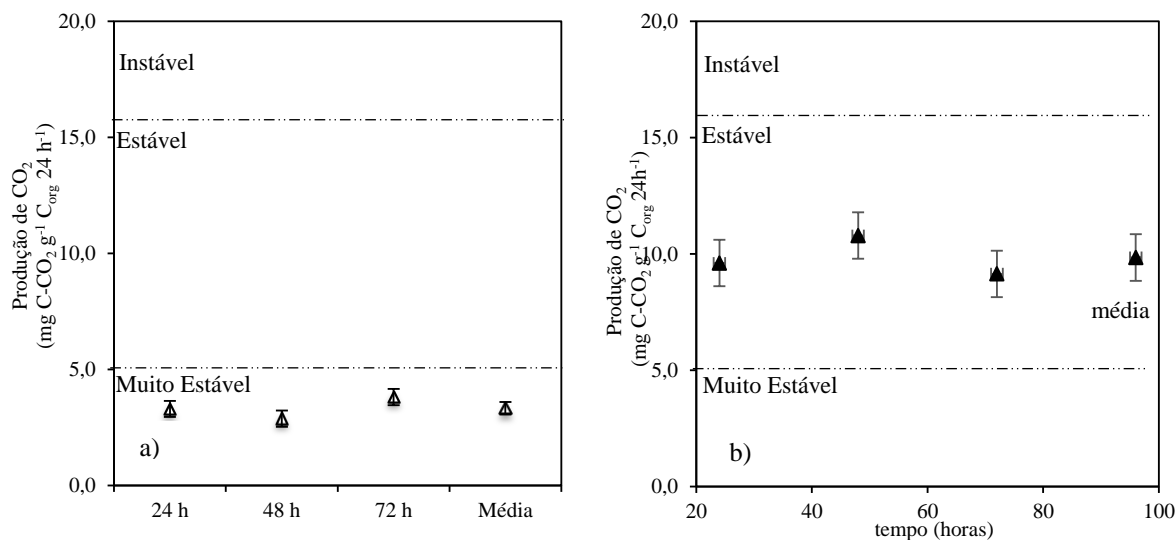 20,0
15,0
10,0
5,0
0,0
Produção de CO₂
(mg C-CO₂ g⁻¹ C_org 24 h⁻¹)
Instável
Estável
Muito Estável
a)
24 h
48 h
72 h
Média
20,0
15,0
10,0
5,0
0,0
Produção de CO₂
(mg C-CO₂ g⁻¹ C_org 24h⁻¹)
Instável
Estável
média
Muito Estável
b)
20
40
60
80
100
tempo (horas)